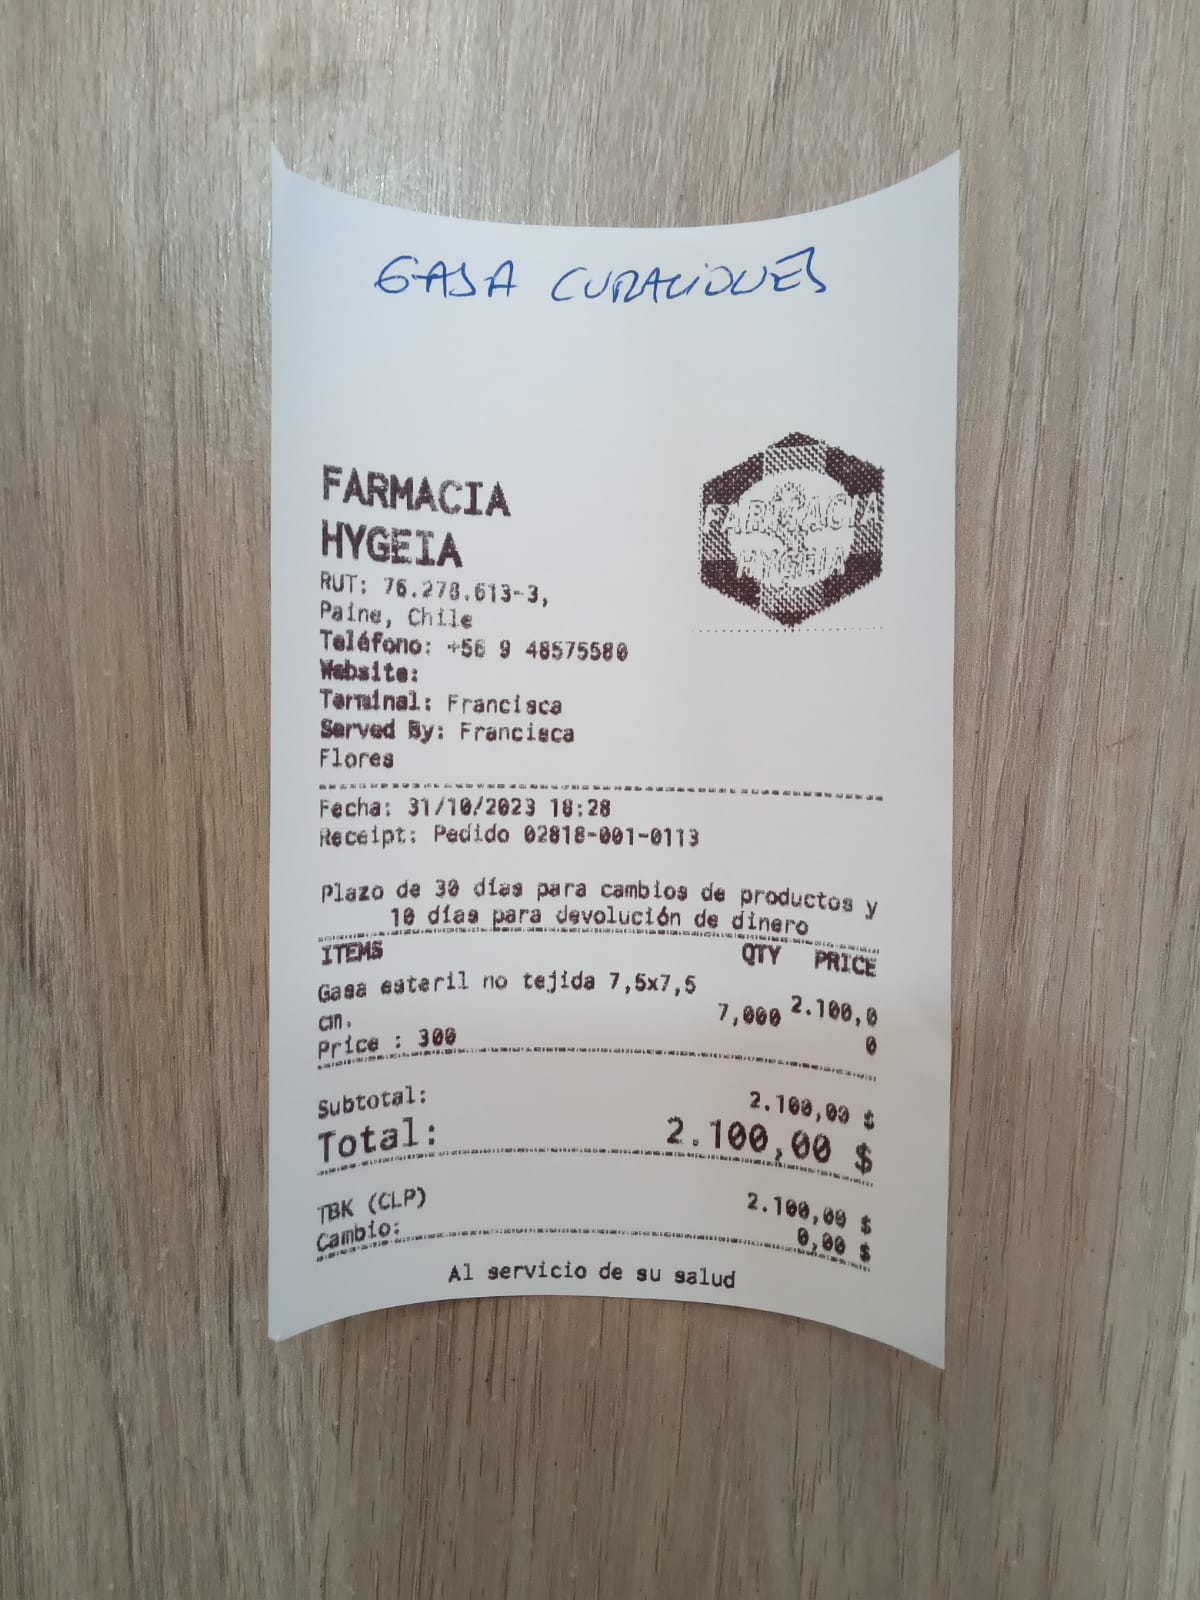 GASA CURACIONES
FARMACIA
HYGEIA
FARMACIA
HYGEIA
RUT: 76.278.613-3,
Paine, Chile
Teléfono: +56 9 48575580
Website:
Terminal: Francisca
Served By: Francisca
Flores
Fecha: 31/10/2023 18:28
Receipt: Pedido 02818-001-0113
Plazo de 30 días para cambios de productos y
10 días para devolución de dinero
ITEMS QTY PRICE
Gasa esteril no tejida 7,5x7,5
cm. 7,000 2.100,0
Price : 300 0
Subtotal: 2.100,00 $
Total: 2.100,00 $
TBK (CLP) 2.100,00 $
Cambio: 0,00 $
Al servicio de su salud